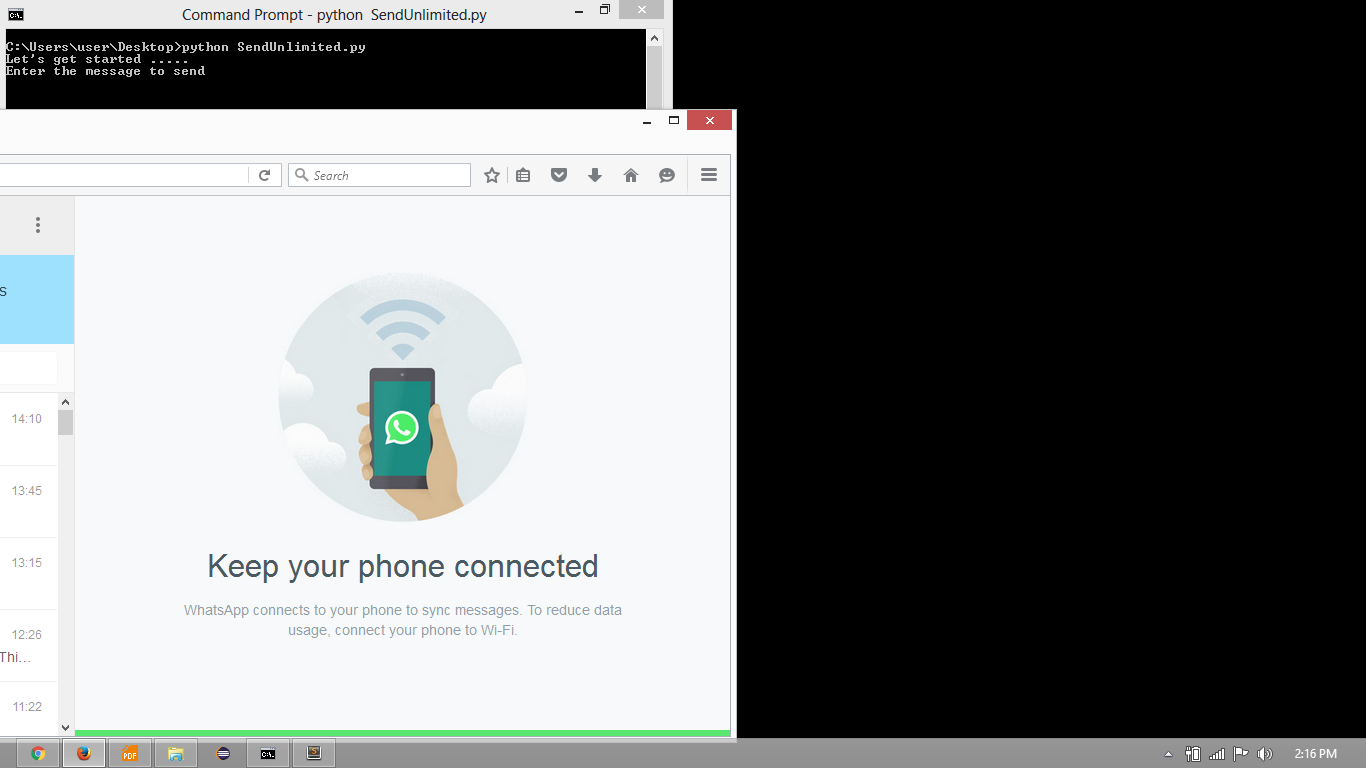 Command Prompt - python  SendUnlimited.py
C:\Users\user\Desktop>python SendUnlimited.py
Let's get started .....
Enter the message to send
Search
s
14:10
13:45
13:15
12:26
Thi...
11:22
Keep your phone connected
WhatsApp connects to your phone to sync messages. To reduce data
usage, connect your phone to Wi-Fi.
PDF
2:16 PM